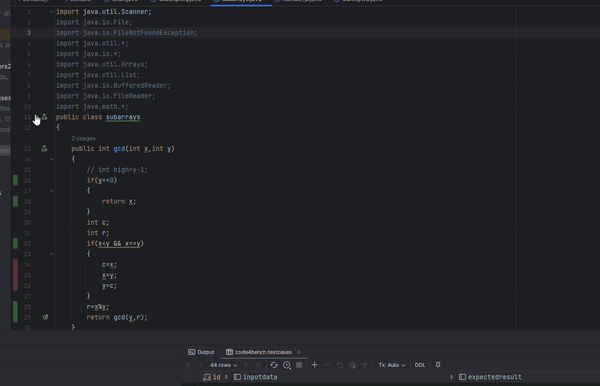 1 import java.util.Scanner;
2 import java.io.File;
3 import java.io.FileNotFoundException;
4 import java.util.*;
5 import java.io.*;
6 import java.util.Arrays;
7 import java.util.List;
8 import java.io.BufferedReader;
9 import java.io.FileReader;
10 import java.math.*;
11 public class subarrays
12 {
2 usages
13 public int gcd(int x,int y)
14 {
15 // int high=y-1;
16 if(y==0)
17 {
18 return x;
19 }
20 int c;
21 int r;
22 if(x<y && x==y)
23 {
24 c=x;
25 x=y;
26 y=c;
27 }
28 r=x%y;
29 return gcd(y,r);
30 }
Output code4bench.testcases
44 rows Tx: Auto DDL
id inputdata expectedresult